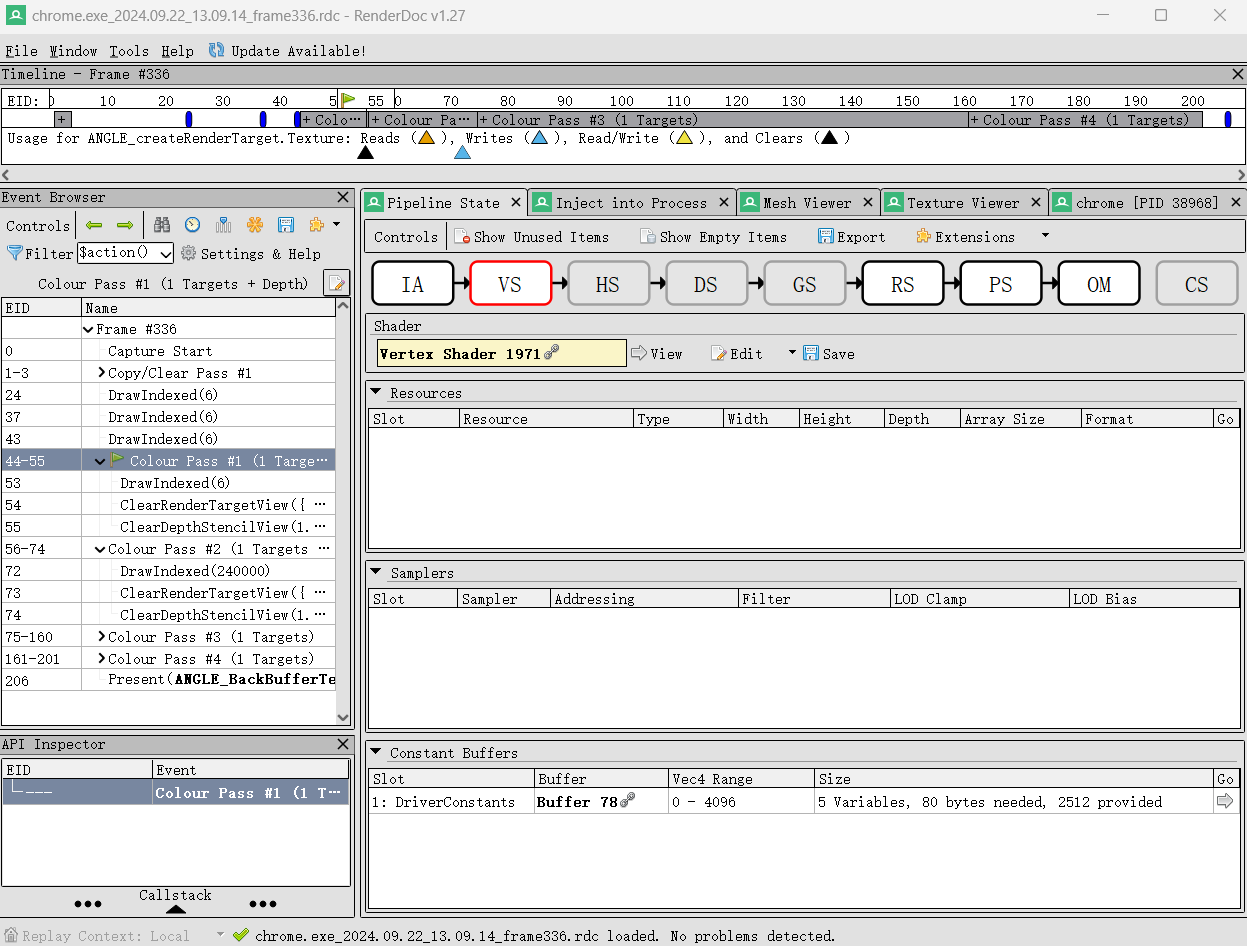 chrome.exe_2024.09.22_13.09.14_frame336.rdc - RenderDoc v1.27
File Window Tools Help Update Available!
Timeline - Frame #336
EID: 0 10 20 30 40 5 55 0 70 80 90 100 110 120 130 140 150 160 170 180 190 200
+ + Colo··· + Colour Pa··· + Colour Pass #3 (1 Targets) + Colour Pass #4 (1 Targets)
Usage for ANGLE_createRenderTarget.Texture: Reads ( ), Writes ( ), Read/Write ( ), and Clears ( )
Event Browser
Controls
Filter $action() Settings & Help
Colour Pass #1 (1 Targets + Depth)
EID Name
Frame #336
0 Capture Start
1-3 Copy/Clear Pass #1
24 DrawIndexed(6)
37 DrawIndexed(6)
43 DrawIndexed(6)
44-55 Colour Pass #1 (1 Targe···
53 DrawIndexed(6)
54 ClearRenderTargetView({ ···
55 ClearDepthStencilView(1.···
56-74 Colour Pass #2 (1 Targets ···
72 DrawIndexed(240000)
73 ClearRenderTargetView({ ···
74 ClearDepthStencilView(1.···
75-160 Colour Pass #3 (1 Targets)
161-201 Colour Pass #4 (1 Targets)
206 Present(ANGLE_BackBufferTe
API Inspector
EID Event
--- Colour Pass #1 (1 T···
Callstack
Pipeline State Inject into Process Mesh Viewer Texture Viewer chrome [PID 38968]
Controls Show Unused Items Show Empty Items Export Extensions
IA VS HS DS GS RS PS OM CS
Shader
Vertex Shader 1971 View Edit Save
Resources
Slot Resource Type Width Height Depth Array Size Format Go
Samplers
Slot Sampler Addressing Filter LOD Clamp LOD Bias
Constant Buffers
Slot Buffer Vec4 Range Size Go
1: DriverConstants Buffer 78 0 - 4096 5 Variables, 80 bytes needed, 2512 provided
Replay Context: Local chrome.exe_2024.09.22_13.09.14_frame336.rdc loaded. No problems detected.